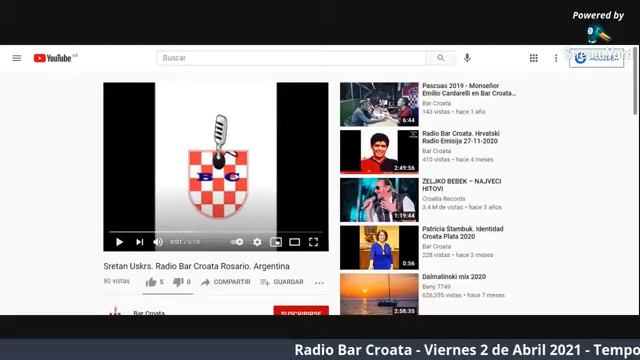 Powered by
StreamYard
YouTube AR
Buscar
ACCEDER
B C
0:01 / 3:19
Sretan Uskrs. Radio Bar Croata Rosario. Argentina
80 vistas
5
0
COMPARTIR
GUARDAR
Bar Croata
SUSCRIBIRSE
Pascuas 2019 - Monseñor
Emilio Cardarelli en Bar Croata...
Bar Croata
143 vistas • hace 1 año
6:44
Radio Bar Croata. Hrvatski
Radio Emisija 27-11-2020
Bar Croata
410 vistas • hace 4 meses
2:49:56
ŽELJKO BEBEK – NAJVECI
HITOVI
Croatia Records
3.4 M de vistas • hace 3 años
1:19:44
Patricia Štambuk. Identidad
Croata Plata 2020
Bar Croata
228 vistas • hace 3 meses
0:56
Dalmatinski mix 2020
Beny 7749
626,355 vistas • hace 7 meses
2:58:35
Radio Bar Croata - Viernes 2 de Abril 2021 - Tempo